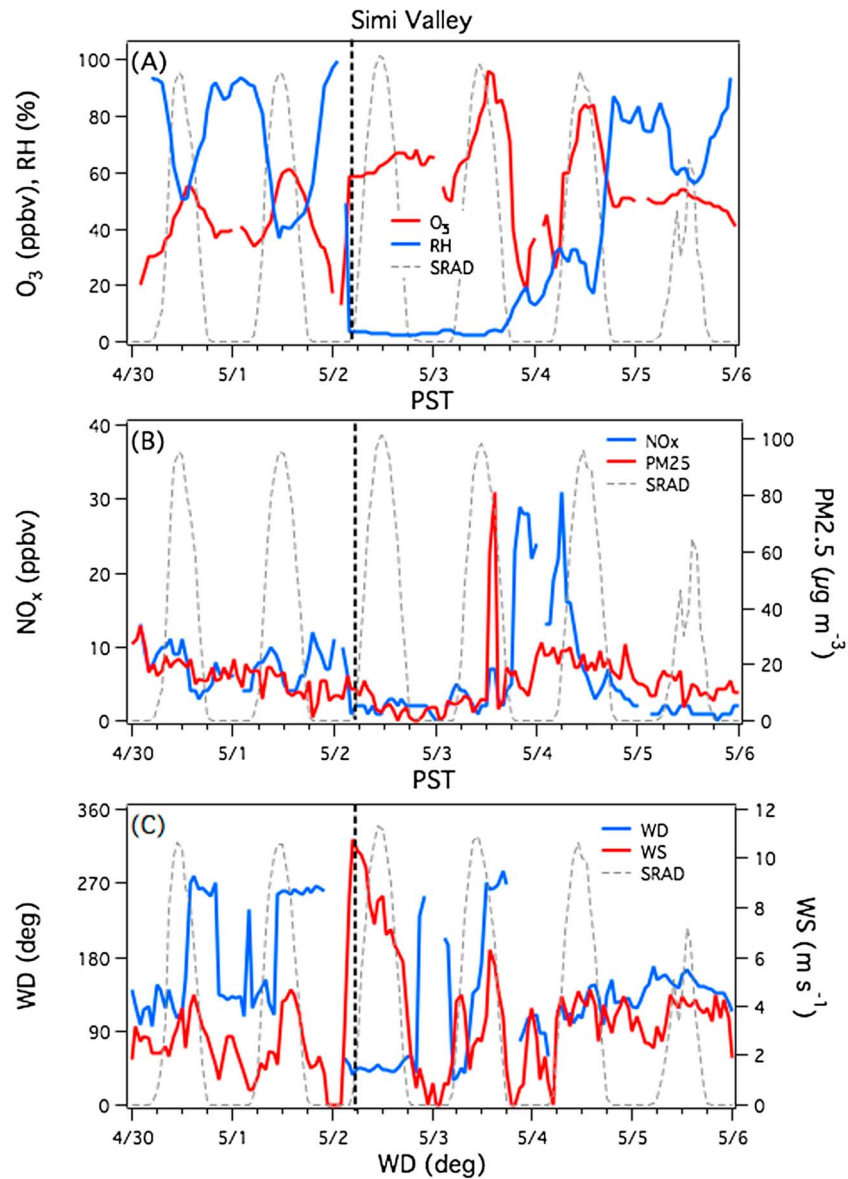 Simi Valley
(A)
O3 (ppbv), RH (%)
100
80
60
40
20
0
O3
RH
SRAD
4/30 5/1 5/2 5/3 5/4 5/5 5/6
PST
(B)
NOx (ppbv)
40
30
20
10
0
NOx
PM25
SRAD
100
80
60
40
20
0
PM2.5 (μg m-3)
4/30 5/1 5/2 5/3 5/4 5/5 5/6
PST
(C)
WD (deg)
360
270
180
90
0
WD
WS
SRAD
12
10
8
6
4
2
0
WS (m s-1)
4/30 5/1 5/2 5/3 5/4 5/5 5/6
WD (deg)